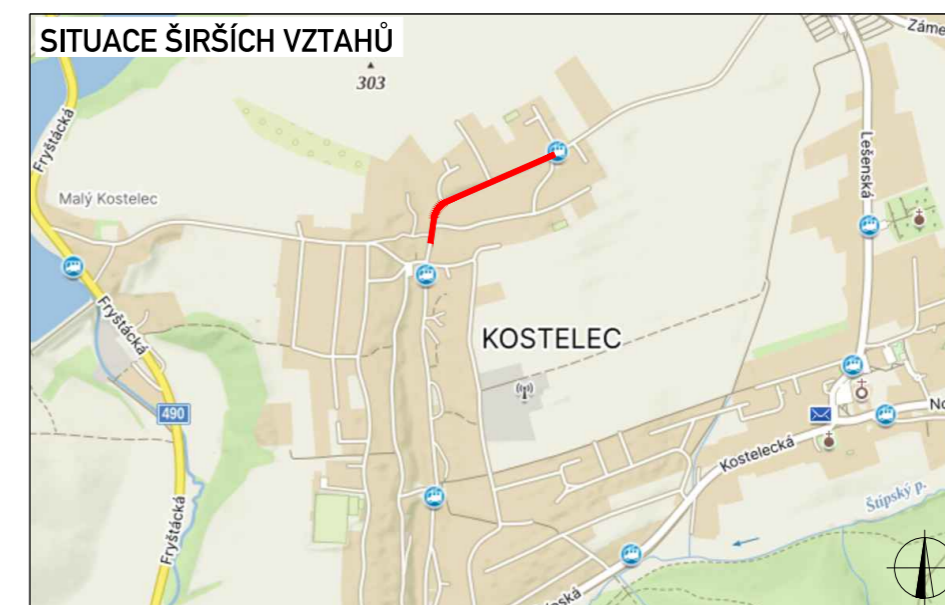 SITUACE ŠIRŠÍCH VZTAHŮ
303
Fryštácká
Malý Kostelec
Lešenská
Fryštácká
KOSTELEC
490
Kostelecká
Štípský p.
Fryštácká